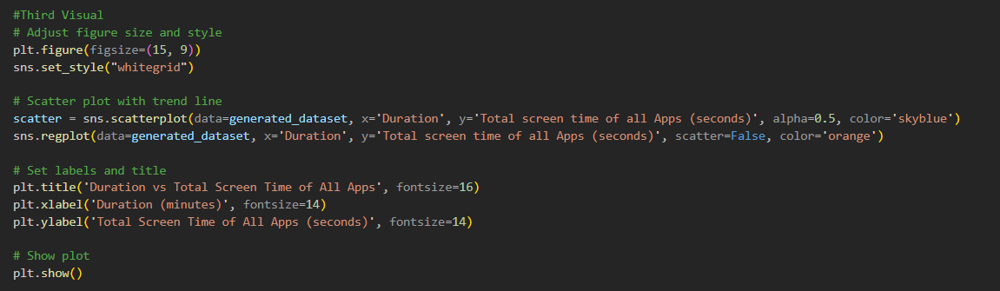 #Third Visual
# Adjust figure size and style
plt.figure(figsize=(15, 9))
sns.set_style("whitegrid")
# Scatter plot with trend line
scatter = sns.scatterplot(data=generated_dataset, x='Duration', y='Total screen time of all Apps (seconds)', alpha=0.5, color='skyblue')
sns.regplot(data=generated_dataset, x='Duration', y='Total screen time of all Apps (seconds)', scatter=False, color='orange')
# Set labels and title
plt.title('Duration vs Total Screen Time of All Apps', fontsize=16)
plt.xlabel('Duration (minutes)', fontsize=14)
plt.ylabel('Total Screen Time of All Apps (seconds)', fontsize=14)
# Show plot
plt.show()